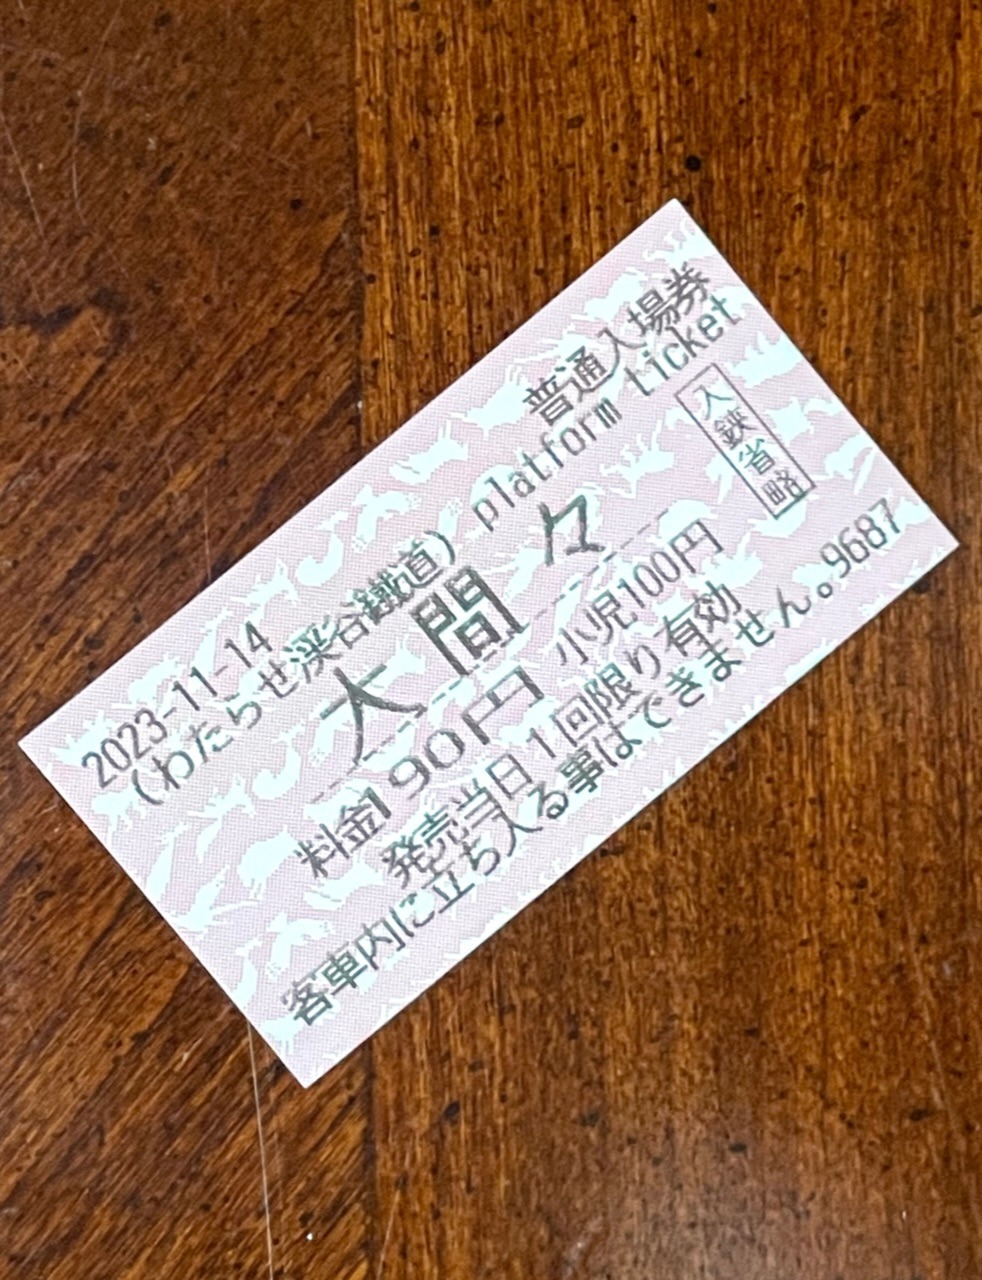 2023-11-14 普通入場券
(わたらせ渓谷鐵道) platform ticket
大間々
入鋏省略
料金190円 小児100円
発売当日1回限り有効
客車内に立ち入る事はできません。9687